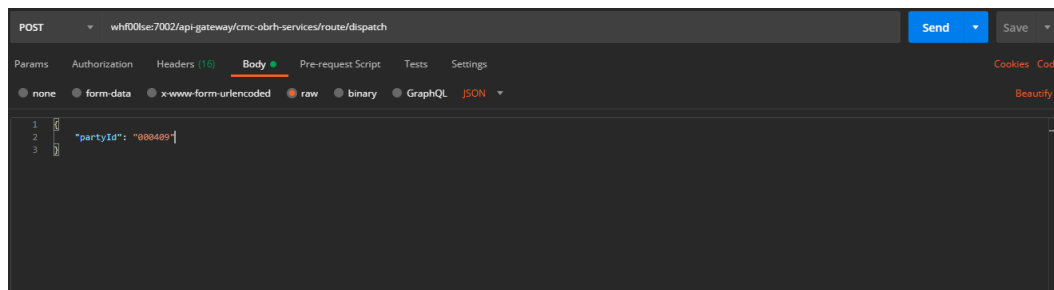 POST whf00lse:7002/api-gateway/cmc-obrh-services/route/dispatch Send Save
Params Authorization Headers (16) Body Pre-request Script Tests Settings Cookies Cod
none form-data x-www-form-urlencoded raw binary GraphQL JSON Beautify
1 {
2 "partyId": "000409"
3 }